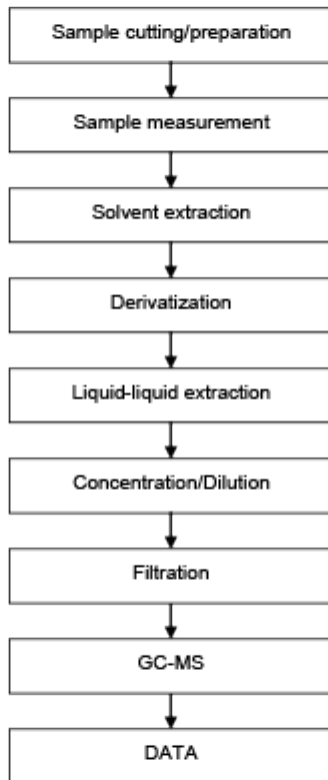 Sample cutting/preparation
Sample measurement
Solvent extraction
Derivatization
Liquid-liquid extraction
Concentration/Dilution
Filtration
GC-MS
DATA